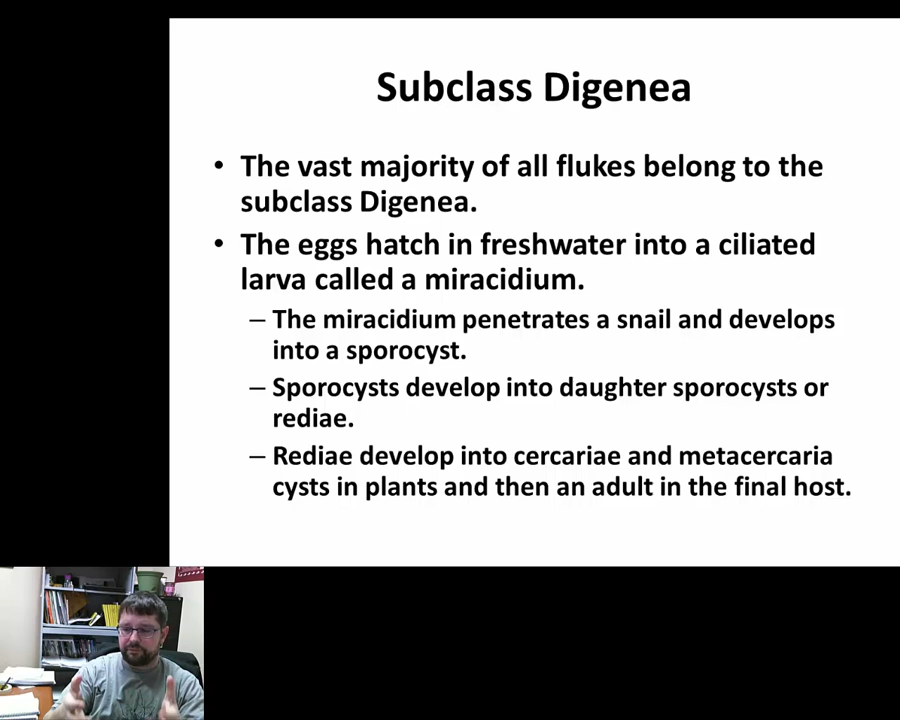 Subclass Digenea
• The vast majority of all flukes belong to the
subclass Digenea.
• The eggs hatch in freshwater into a ciliated
larva called a miracidium.
– The miracidium penetrates a snail and develops
into a sporocyst.
– Sporocysts develop into daughter sporocysts or
rediae.
– Rediae develop into cercariae and metacercaria
cysts in plants and then an adult in the final host.